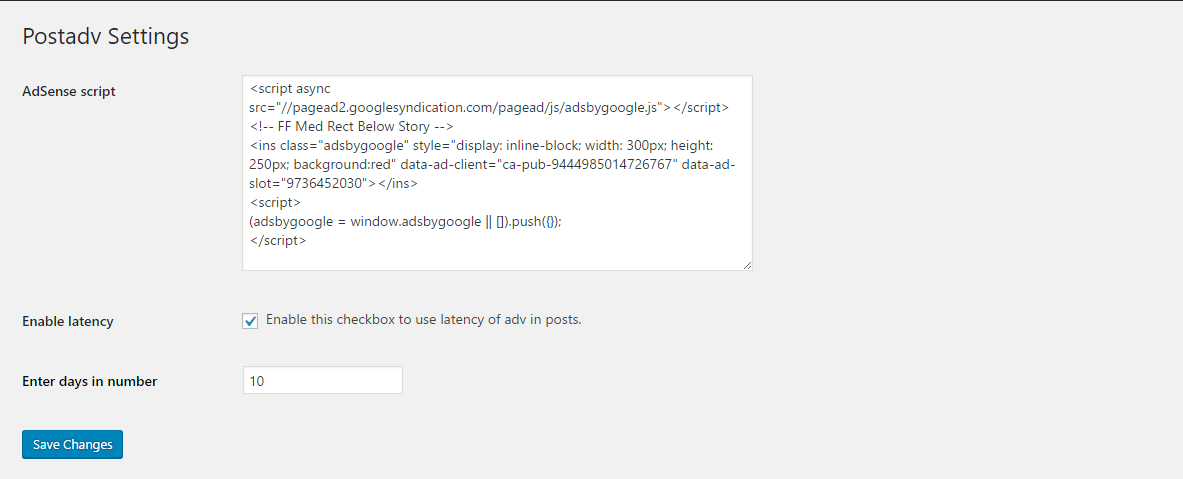 Postadv Settings
AdSense script
<script async
src="//pagead2.googlesyndication.com/pagead/js/adsbygoogle.js"></script>
<!-- FF Med Rect Below Story -->
<ins class="adsbygoogle" style="display: inline-block; width: 300px; height:
250px; background:red" data-ad-client="ca-pub-9444985014726767" data-ad-
slot="9736452030"></ins>
<script>
(adsbygoogle = window.adsbygoogle || []).push({});
</script>
Enable latency
Enable this checkbox to use latency of adv in posts.
Enter days in number
10
Save Changes